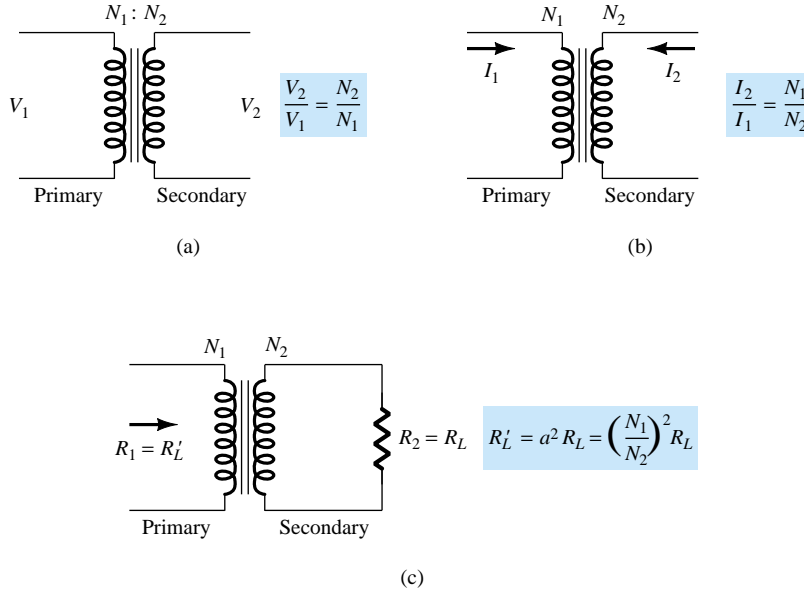 N₁ : N₂
V₁
V₂
V₂/V₁ = N₂/N₁
Primary
Secondary
(a)
N₁
N₂
I₁
I₂
I₂/I₁ = N₁/N₂
Primary
Secondary
(b)
N₁
N₂
R₁ = R′L
R₂ = RL
R′L = a² RL = (N₁/N₂)² RL
Primary
Secondary
(c)